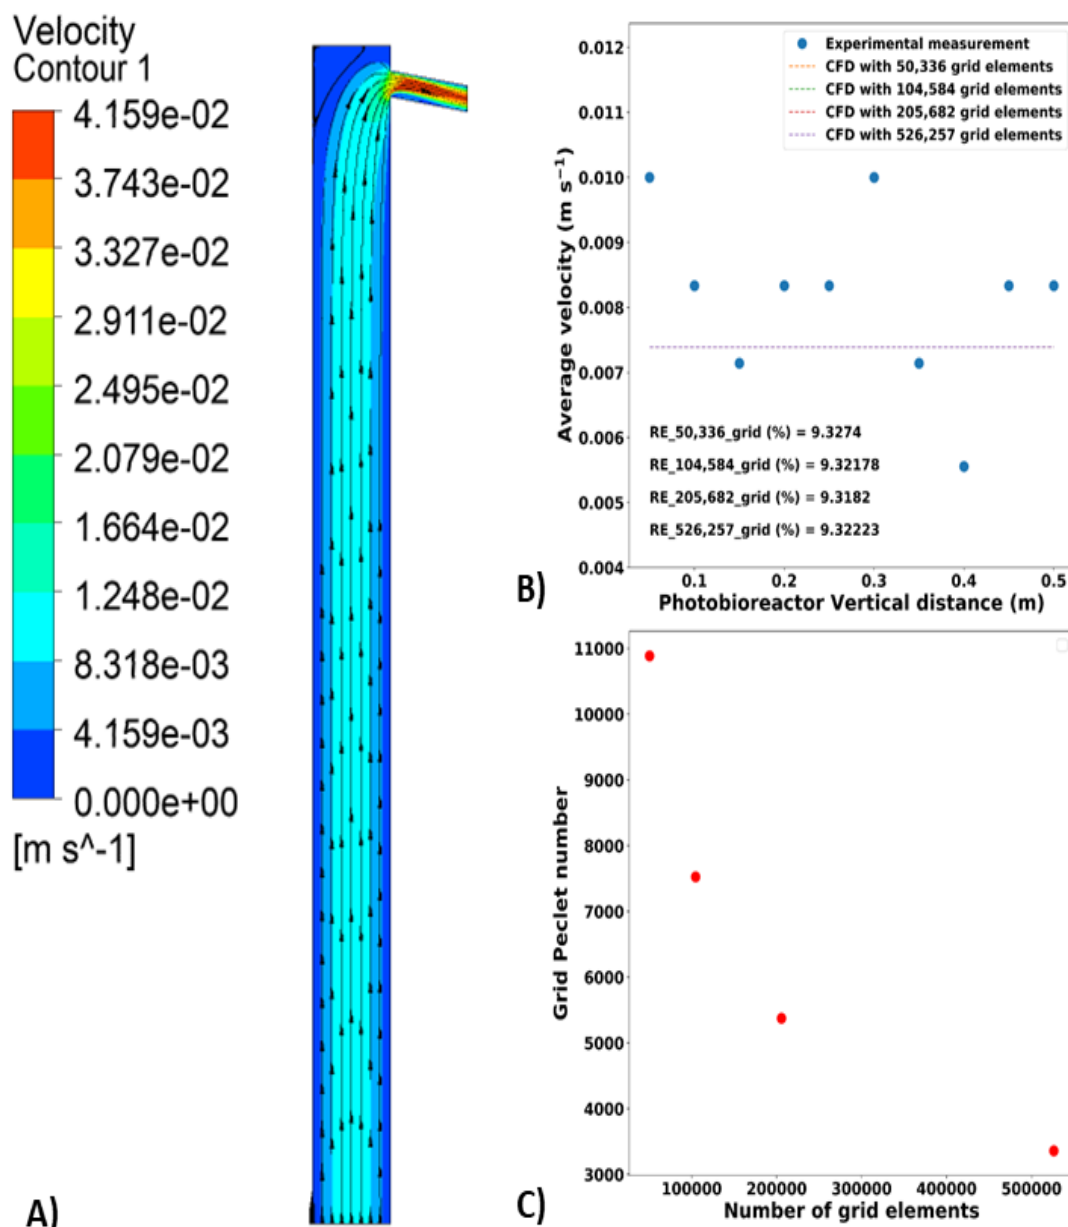 Velocity
Contour 1
4.159e-02
3.743e-02
3.327e-02
2.911e-02
2.495e-02
2.079e-02
1.664e-02
1.248e-02
8.318e-03
4.159e-03
0.000e+00
[m s^-1]
A)
0.012
0.011
0.010
0.009
0.008
0.007
0.006
0.005
0.004
Average velocity (m s⁻¹)
Experimental measurement
CFD with 50,336 grid elements
CFD with 104,584 grid elements
CFD with 205,682 grid elements
CFD with 526,257 grid elements
RE_50,336_grid (%) = 9.3274
RE_104,584_grid (%) = 9.32178
RE_205,682_grid (%) = 9.3182
RE_526,257_grid (%) = 9.32223
0.1 0.2 0.3 0.4 0.5
Photobioreactor Vertical distance (m)
B)
11000
10000
9000
8000
7000
6000
5000
4000
3000
Grid Peclet number
100000 200000 300000 400000 500000
Number of grid elements
C)